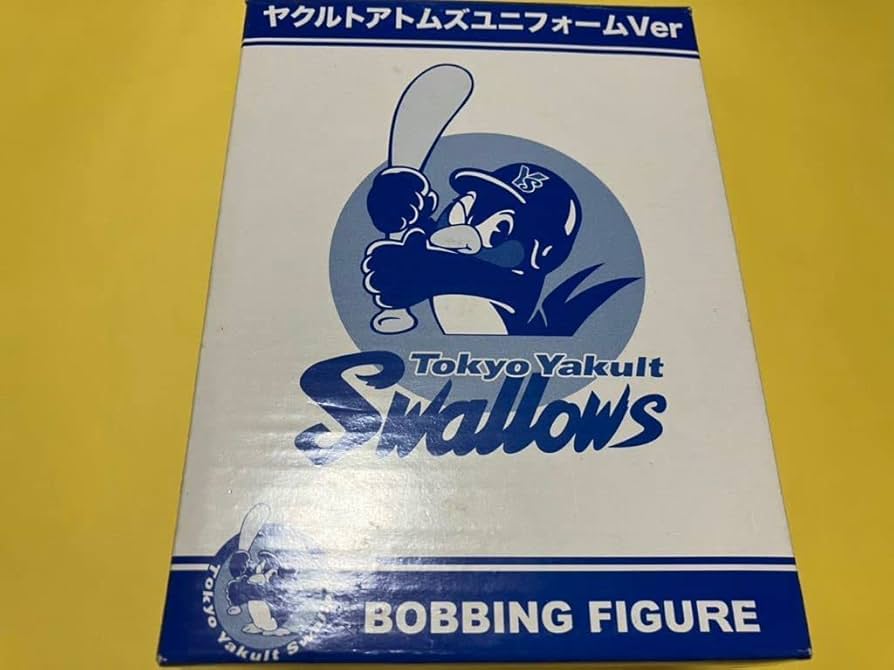 ヤクルトアトムズユニフォームVer
YS
Tokyo Yakult
Swallows
Tokyo Yakult
BOBBING FIGURE